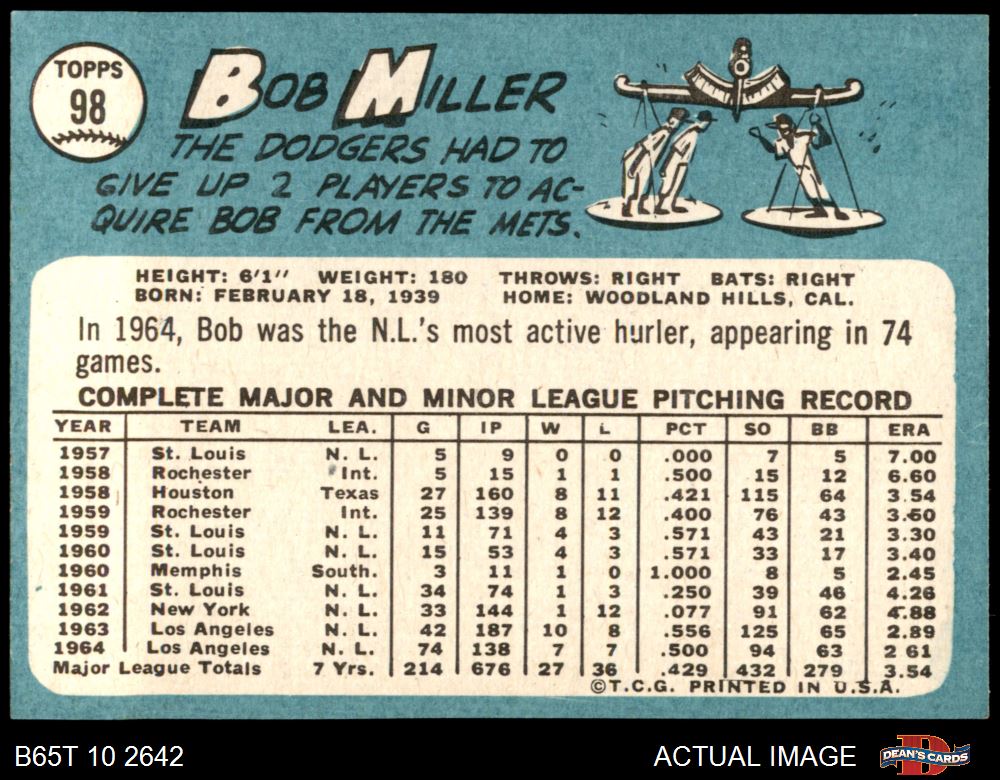 TOPPS
98
BOB MILLER
THE DODGERS HAD TO
GIVE UP 2 PLAYERS TO AC-
QUIRE BOB FROM THE METS.
HEIGHT: 6'1" WEIGHT: 180 THROWS: RIGHT BATS: RIGHT
BORN: FEBRUARY 18, 1939 HOME: WOODLAND HILLS, CAL.
In 1964, Bob was the N.L.'s most active hurler, appearing in 74
games.
COMPLETE MAJOR AND MINOR LEAGUE PITCHING RECORD
YEAR TEAM LEA. G IP W L PCT SO BB ERA
1957 St. Louis N. L. 5 9 0 0 .000 7 5 7.00
1958 Rochester Int. 5 15 1 1 .500 15 12 6.60
1958 Houston Texas 27 160 8 11 .421 115 64 3.54
1959 Rochester Int. 25 139 8 12 .400 76 43 3.50
1959 St. Louis N. L. 11 71 4 3 .571 43 21 3.30
1960 St. Louis N. L. 15 53 4 3 .571 33 17 3.40
1960 Memphis South. 3 11 1 0 1.000 8 5 2.45
1961 St. Louis N. L. 34 74 1 3 .250 39 46 4.26
1962 New York N. L. 33 144 1 12 .077 91 62 4.88
1963 Los Angeles N. L. 42 187 10 8 .556 125 65 2.89
1964 Los Angeles N. L. 74 138 7 7 .500 94 63 2 61
Major League Totals 7 Yrs. 214 676 27 36 .429 432 279 3.54
©T.C.G. PRINTED IN U.S.A.
B65T 10 2642 ACTUAL IMAGE DEAN'S CARDS